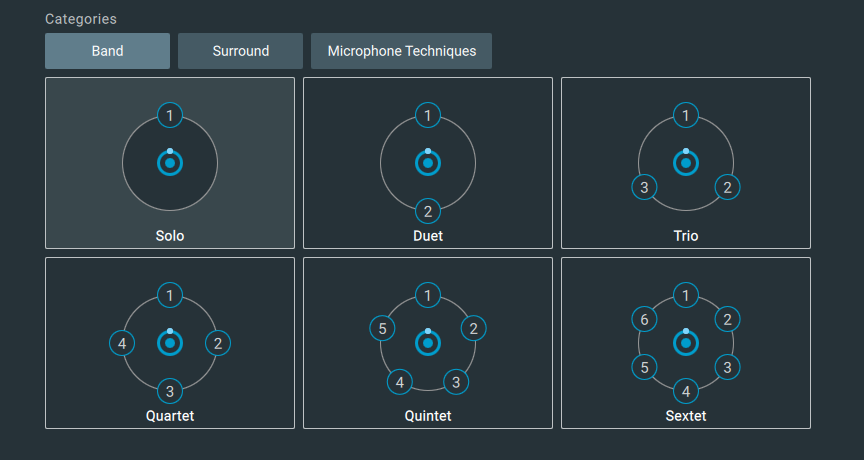 Categories
Band Surround Microphone Techniques
1 1 1
3 2
2
Solo Duet Trio
1 1 1
5 2 6 2
4 2
5 3
4 3
3 4
Quartet Quintet Sextet